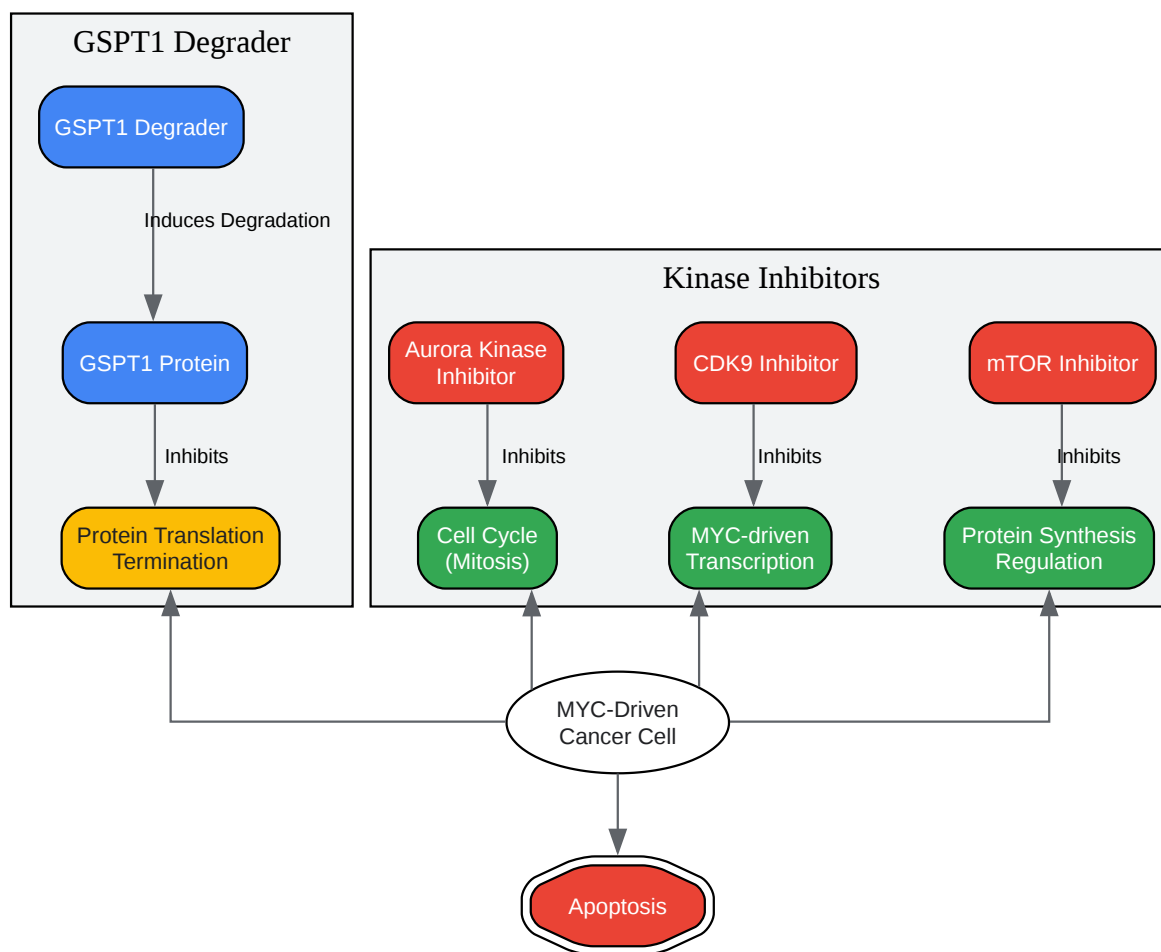 GSPT1 Degrader
GSPT1 Degrader
Induces Degradation
GSPT1 Protein
Inhibits
Protein Translation
Termination
Kinase Inhibitors
Aurora Kinase
Inhibitor
CDK9 Inhibitor
mTOR Inhibitor
Inhibits
Inhibits
Inhibits
Cell Cycle
(Mitosis)
MYC-driven
Transcription
Protein Synthesis
Regulation
MYC-Driven
Cancer Cell
Apoptosis